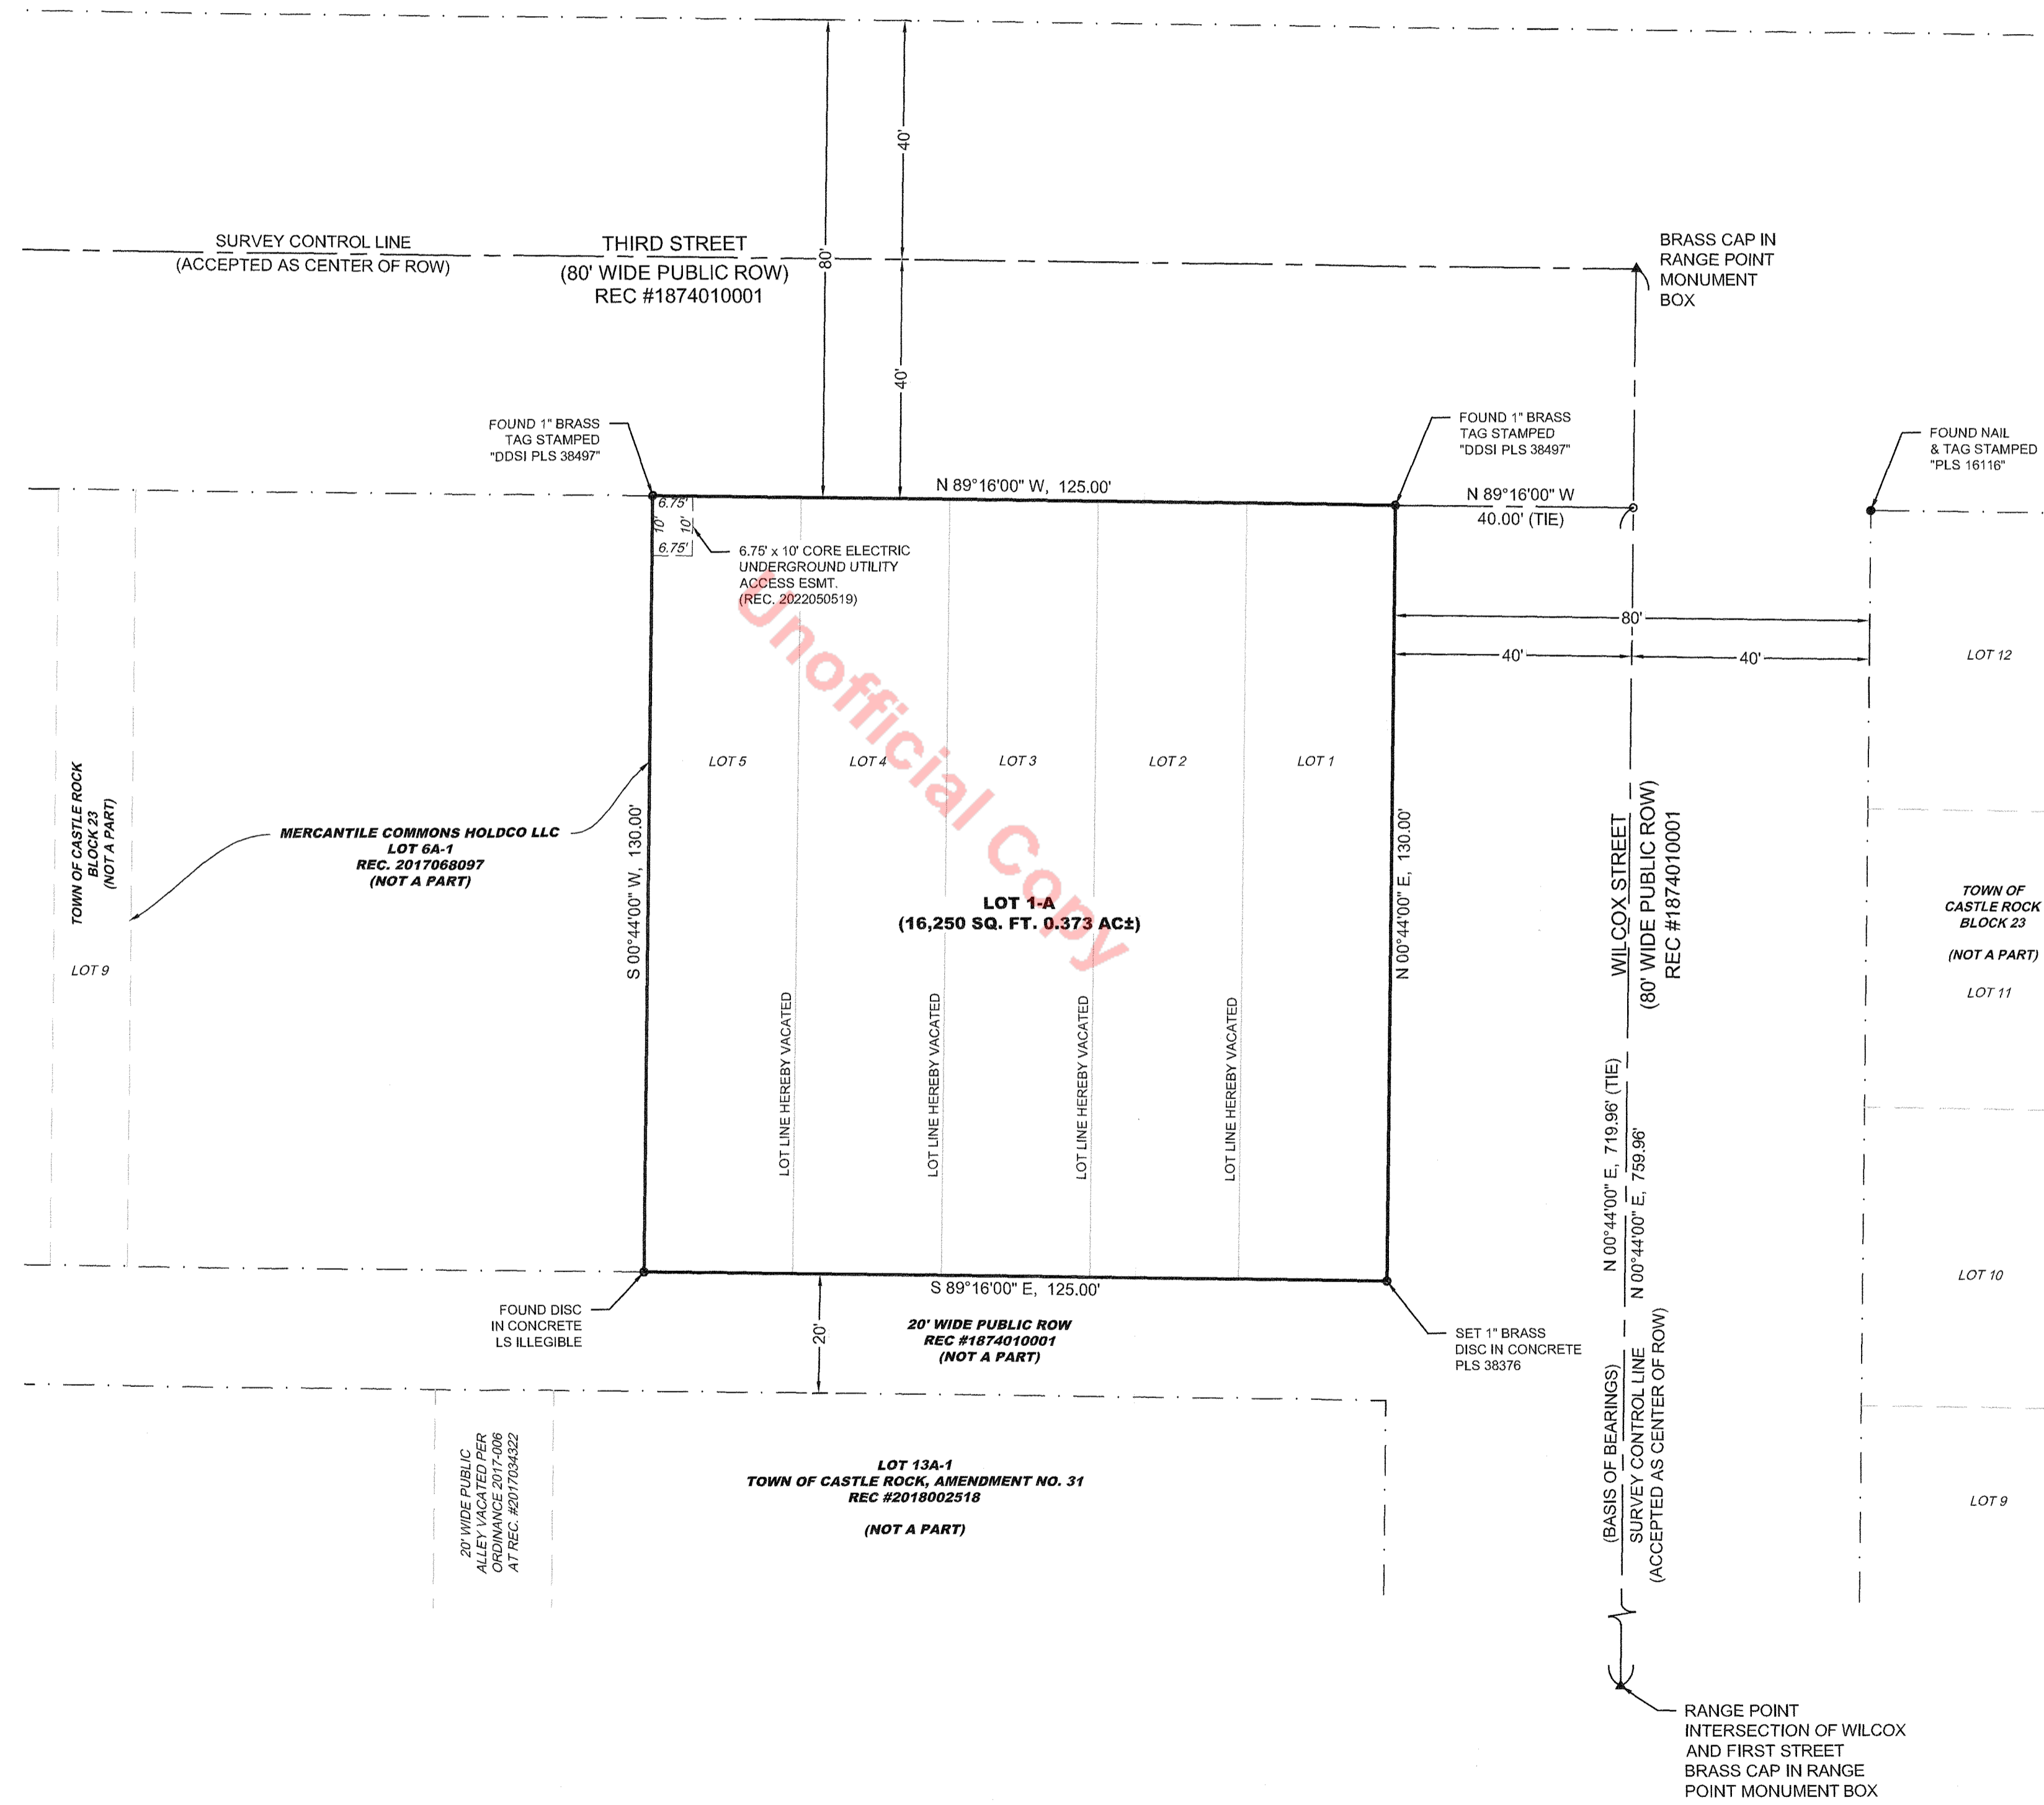 40'
SURVEY CONTROL LINE
(ACCEPTED AS CENTER OF ROW)
THIRD STREET
(80' WIDE PUBLIC ROW)
REC #1874010001
80'
40'
BRASS CAP IN
RANGE POINT
MONUMENT
BOX
FOUND 1" BRASS
TAG STAMPED
"DDSI PLS 38497"
FOUND 1" BRASS
TAG STAMPED
"DDSI PLS 38497"
FOUND NAIL
& TAG STAMPED
"PLS 16116"
N 89°16'00" W, 125.00'
N 89°16'00" W
40.00' (TIE)
6.75'
10'
10'
6.75'
6.75' x 10' CORE ELECTRIC
UNDERGROUND UTILITY
ACCESS ESMT.
(REC. 2022050519)
80'
40'
40'
LOT 12
LOT 5
LOT 4
LOT 3
LOT 2
LOT 1
TOWN OF CASTLE ROCK
BLOCK 23
(NOT A PART)
LOT 9
MERCANTILE COMMONS HOLDCO LLC
LOT 6A-1
REC. 2017068097
(NOT A PART)
S 00°44'00" W, 130.00'
Unofficial Copy
LOT 1-A
(16,250 SQ. FT. 0.373 AC±)
N 00°44'00" E, 130.00'
WILCOX STREET
(80' WIDE PUBLIC ROW)
REC #1874010001
TOWN OF
CASTLE ROCK
BLOCK 23
(NOT A PART)
LOT 11
LOT LINE HEREBY VACATED
LOT LINE HEREBY VACATED
LOT LINE HEREBY VACATED
LOT LINE HEREBY VACATED
N 00°44'00" E, 719.96' (TIE)
N 00°44'00" E, 759.96'
LOT 10
S 89°16'00" E, 125.00'
FOUND DISC
IN CONCRETE
LS ILLEGIBLE
20'
20' WIDE PUBLIC ROW
REC #1874010001
(NOT A PART)
SET 1" BRASS
DISC IN CONCRETE
PLS 38376
(BASIS OF BEARINGS)
SURVEY CONTROL LINE
(ACCEPTED AS CENTER OF ROW)
20' WIDE PUBLIC
ALLEY VACATED PER
ORDINANCE 2017-006
AT REC. #2017034322
LOT 13A-1
TOWN OF CASTLE ROCK, AMENDMENT NO. 31
REC #2018002518
(NOT A PART)
LOT 9
RANGE POINT
INTERSECTION OF WILCOX
AND FIRST STREET
BRASS CAP IN RANGE
POINT MONUMENT BOX